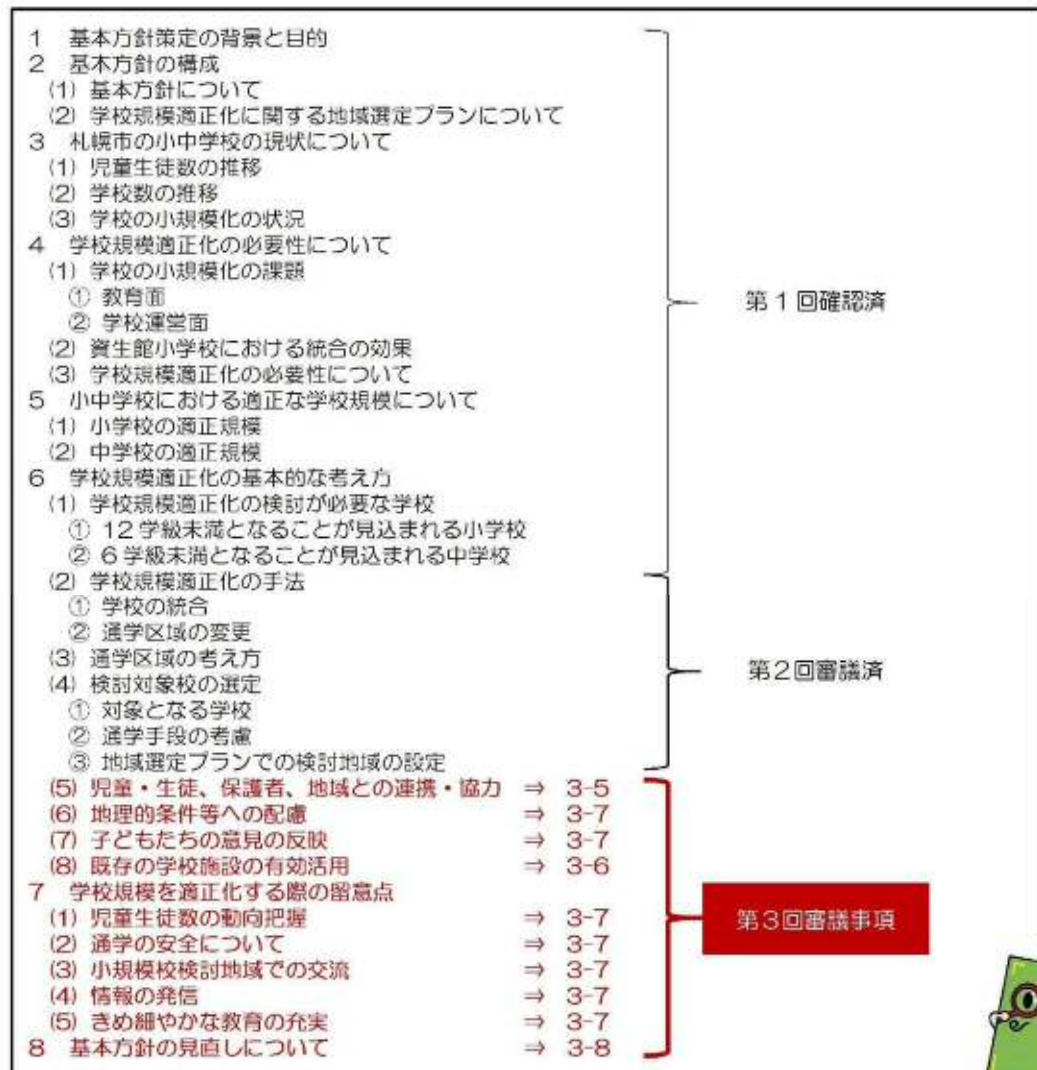 1 基本方針策定の背景と目的
2 基本方針の構成
(1) 基本方針について
(2) 学校規模適正化に関する地域選定プランについて
3 札幌市の小中学校の現状について
(1) 児童生徒数の推移
(2) 学校数の推移
(3) 学校の小規模化の状況
4 学校規模適正化の必要性について
(1) 学校の小規模化の課題
① 教育面
② 学校運営面
(2) 資生館小学校における統合の効果
(3) 学校規模適正化の必要性について
5 小中学校における適正な学校規模について
(1) 小学校の適正規模
(2) 中学校の適正規模
6 学校規模適正化の基本的な考え方
(1) 学校規模適正化の検討が必要な学校
① 12学級未満となることが見込まれる小学校
② 6学級未満となることが見込まれる中学校
第1回確認済
(2) 学校規模適正化の手法
① 学校の統合
② 通学区域の変更
(3) 通学区域の考え方
(4) 検討対象校の選定
① 対象となる学校
② 通学手段の考慮
③ 地域選定プランでの検討地域の設定
第2回審議済
(5) 児童・生徒、保護者、地域との連携・協力 ⇒ 3-5
(6) 地理的条件等への配慮 ⇒ 3-7
(7) 子どもたちの意見の反映 ⇒ 3-7
(8) 既存の学校施設の有効活用 ⇒ 3-6
7 学校規模を適正化する際の留意点
(1) 児童生徒数の動向把握 ⇒ 3-7
(2) 通学の安全について ⇒ 3-7
(3) 小規模校検討地域での交流 ⇒ 3-7
(4) 情報の発信 ⇒ 3-7
(5) きめ細やかな教育の充実 ⇒ 3-7
8 基本方針の見直しについて ⇒ 3-8
第3回審議事項